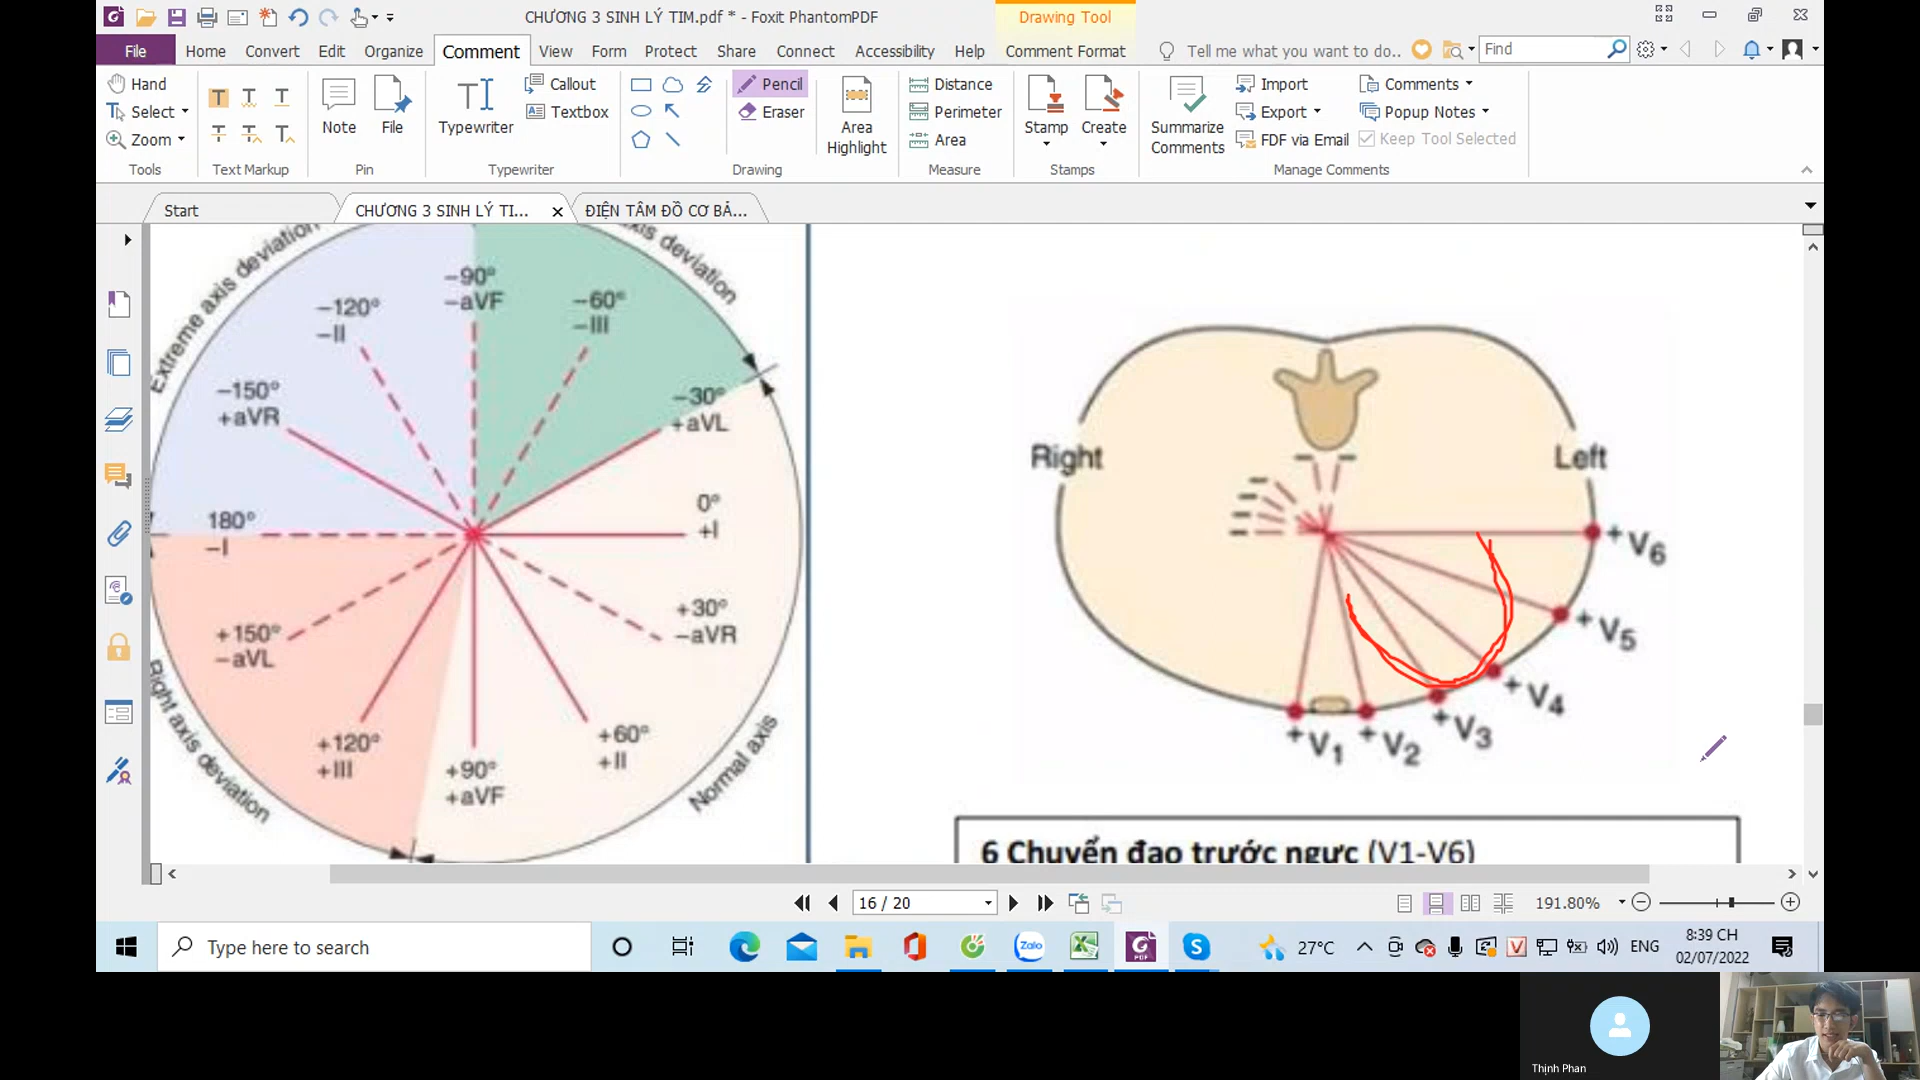 CHƯƠNG 3 SINH LÝ TIM.pdf * - Foxit PhantomPDF
Drawing Tool
File Home Convert Edit Organize Comment View Form Protect Share Connect Accessibility Help Comment Format Tell me what you want to do.. Find
Hand
Select
Zoom
Tools
Text Markup
Note
File
Pin
Typewriter
Callout
Textbox
Typewriter
Pencil
Eraser
Area
Highlight
Drawing
Distance
Perimeter
Area
Measure
Stamp
Create
Stamps
Summarize
Comments
Import
Export
FDF via Email
Comments
Popup Notes
Keep Tool Selected
Manage Comments
Start
CHƯƠNG 3 SINH LÝ TI...
ĐIỆN TÂM ĐỒ CƠ BẢ...
Extreme axis deviation
xis deviation
-90°
-aVF
-120°
-II
-60°
-III
-150°
+aVR
-30°
+aVL
180°
-I
0°
+I
+150°
-aVL
+30°
-aVR
+120°
+III
+90°
+aVF
+60°
+II
Right axis deviation
Normal axis
Right
Left
+ V6
+ V5
+ V4
+ V3
+ V2
+ V1
6 Chuyển đạo trước ngực (V1-V6)
16 / 20
191.80%
Type here to search
Zalo
27°C
ENG
8:39 CH
02/07/2022
Thịnh Phan